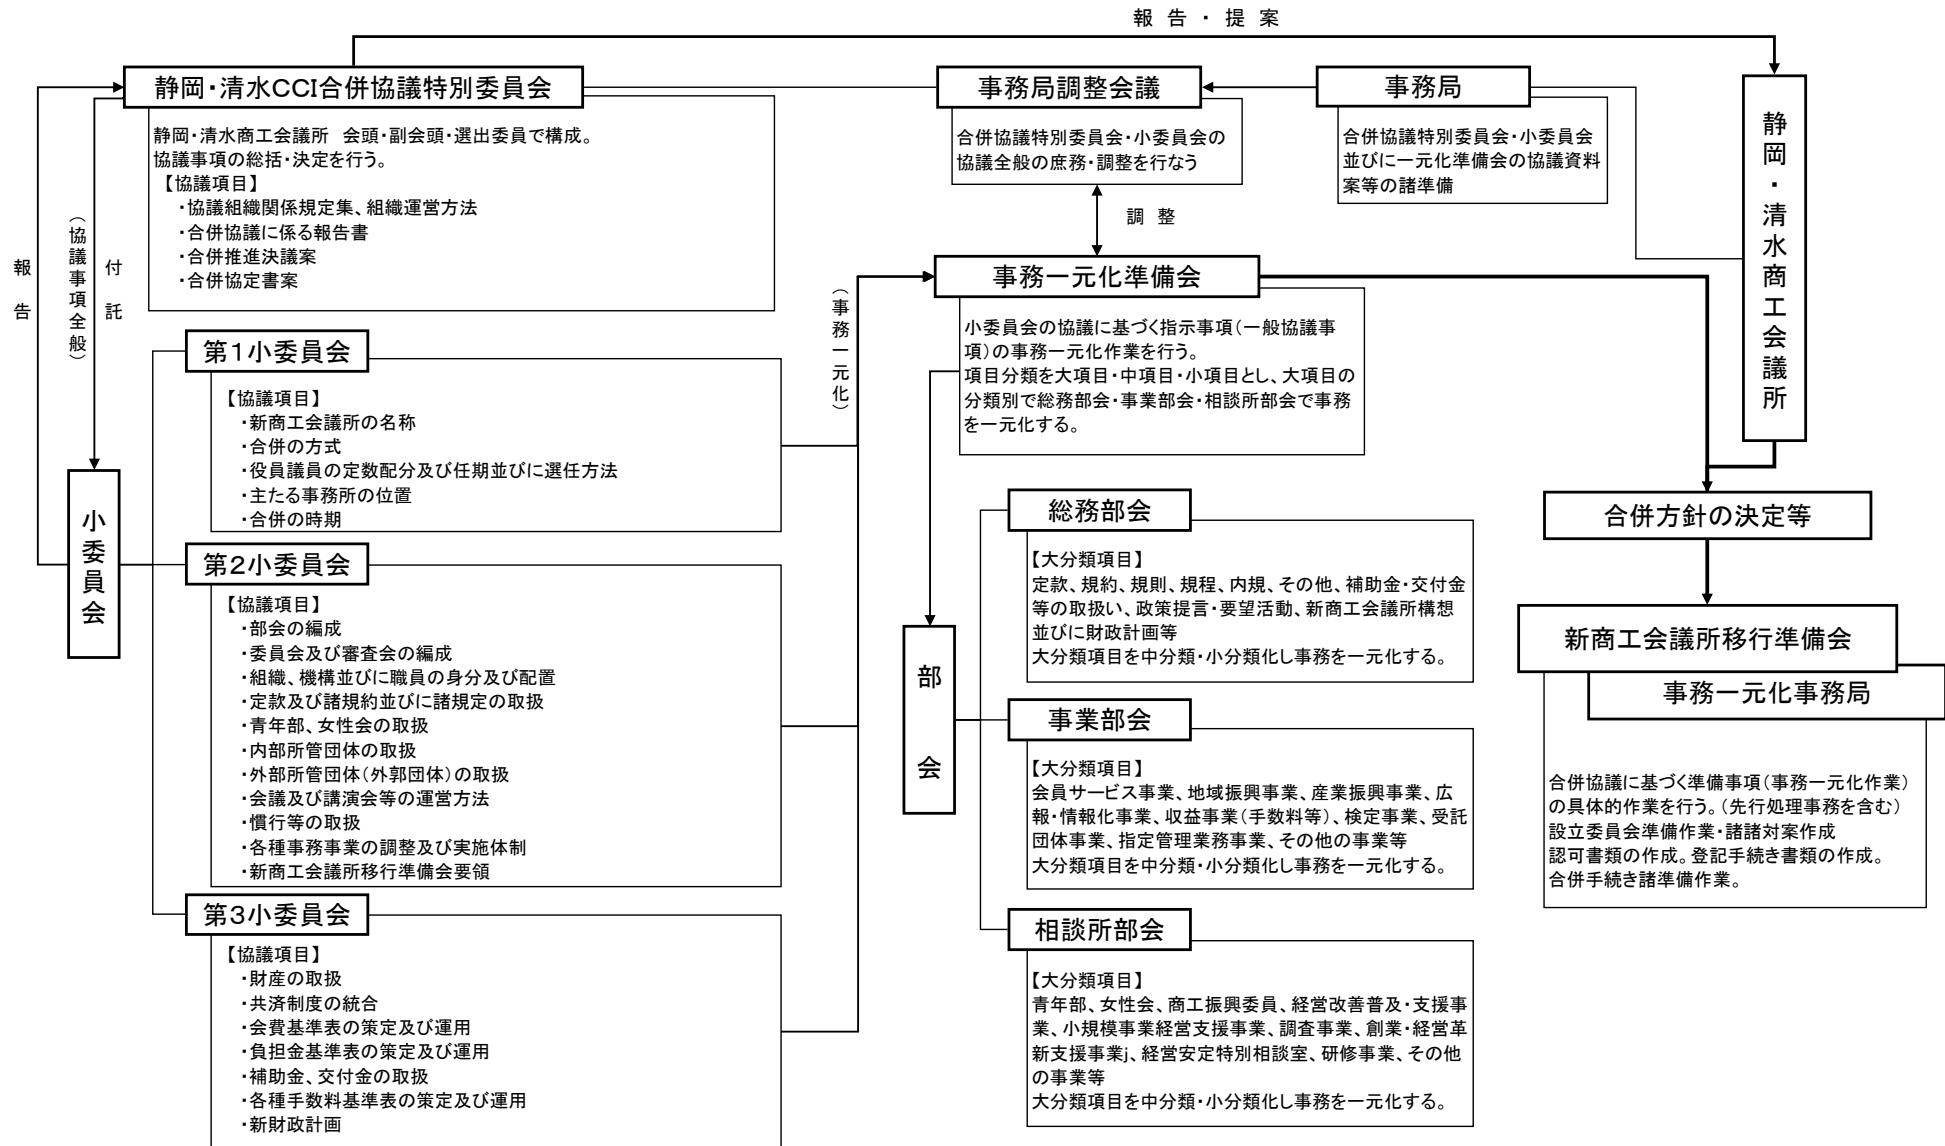 報 告 ・ 提 案
静岡・清水CCI合併協議特別委員会
静岡・清水商工会議所　会頭・副会頭・選出委員で構成。
協議事項の総括・決定を行う。
【協議項目】
・協議組織関係規定集、組織運営方法
・合併協議に係る報告書
・合併推進決議案
・合併協定書案
事務局調整会議
合併協議特別委員会・小委員会の
協議全般の庶務・調整を行なう
事務局
合併協議特別委員会・小委員会
並びに一元化準備会の協議資料
案等の諸準備
静岡・清水商工会議所
調 整
報 告
（協議事項全般）
付 託
小委員会
第1小委員会
【協議項目】
・新商工会議所の名称
・合併の方式
・役員議員の定数配分及び任期並びに選任方法
・主たる事務所の位置
・合併の時期
第2小委員会
【協議項目】
・部会の編成
・委員会及び審査会の編成
・組織、機構並びに職員の身分及び配置
・定款及び諸規約並びに諸規定の取扱
・青年部、女性会の取扱
・内部所管団体の取扱
・外部所管団体（外郭団体）の取扱
・会議及び講演会等の運営方法
・慣行等の取扱
・各種事務事業の調整及び実施体制
・新商工会議所移行準備会要領
第3小委員会
【協議項目】
・財産の取扱
・共済制度の統合
・会費基準表の策定及び運用
・負担金基準表の策定及び運用
・補助金、交付金の取扱
・各種手数料基準表の策定及び運用
・新財政計画
（事務一元化）
事務一元化準備会
小委員会の協議に基づく指示事項（一般協議事
項）の事務一元化作業を行う。
項目分類を大項目・中項目・小項目とし、大項目の
分類別で総務部会・事業部会・相談所部会で事務
を一元化する。
部 会
総務部会
【大分類項目】
定款、規約、規則、規程、内規、その他、補助金・交付金
等の取扱い、政策提言・要望活動、新商工会議所構想
並びに財政計画等
大分類項目を中分類・小分類化し事務を一元化する。
事業部会
【大分類項目】
会員サービス事業、地域振興事業、産業振興事業、広
報・情報化事業、収益事業（手数料等）、検定事業、受託
団体事業、指定管理業務事業、その他の事業等
大分類項目を中分類・小分類化し事務を一元化する。
相談所部会
【大分類項目】
青年部、女性会、商工振興委員、経営改善普及・支援事
業、小規模事業経営支援事業、調査事業、創業・経営革
新支援事業j、経営安定特別相談室、研修事業、その他
の事業等
大分類項目を中分類・小分類化し事務を一元化する。
合併方針の決定等
新商工会議所移行準備会
事務一元化事務局
合併協議に基づく準備事項（事務一元化作業）
の具体的作業を行う。（先行処理事務を含む）
設立委員会準備作業・諸諸対案作成
認可書類の作成。登記手続き書類の作成。
合併手続き諸準備作業。